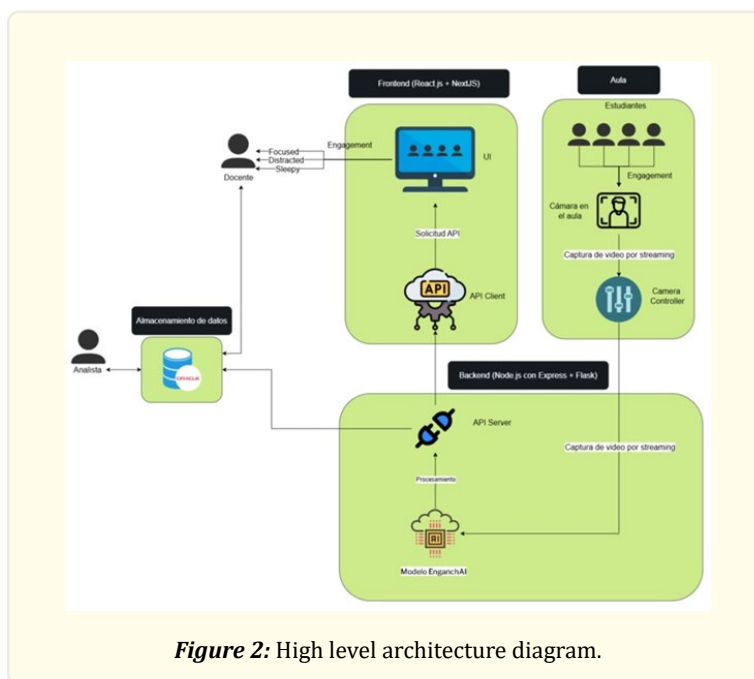 Frontend (React.js + NextJS)
Aula
Estudiantes
Engagement
Focused
Distracted
Sleepy
Docente
UI
Engagement
Cámara en
el aula
Solicitud API
Captura de video por streaming
API
API Client
Camera
Controller
Almacenamiento de datos
Analista
ORACLE
Backend (Node.js con Express + Flask)
API Server
Captura de video por streaming
Procesamiento
AI
Modelo EnganchAI
Figure 2: High level architecture diagram.